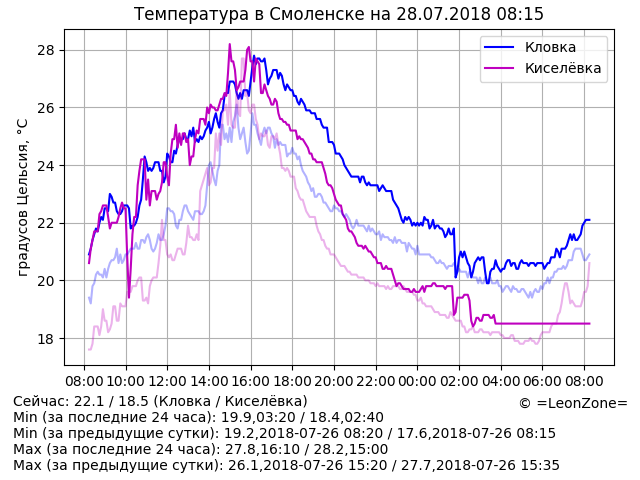 Температура в Смоленске на 28.07.2018 08:15
Кловка
Киселёвка
градусов Цельсия, °C
28
26
24
22
20
18
08:00 10:00 12:00 14:00 16:00 18:00 20:00 22:00 00:00 02:00 04:00 06:00 08:00
Сейчас: 22.1 / 18.5 (Кловка / Киселёвка)
© =LeonZone=
Min (за последние 24 часа): 19.9,03:20 / 18.4,02:40
Min (за предыдущие сутки): 19.2,2018-07-26 08:20 / 17.6,2018-07-26 08:15
Max (за последние 24 часа): 27.8,16:10 / 28.2,15:00
Max (за предыдущие сутки): 26.1,2018-07-26 15:20 / 27.7,2018-07-26 15:35